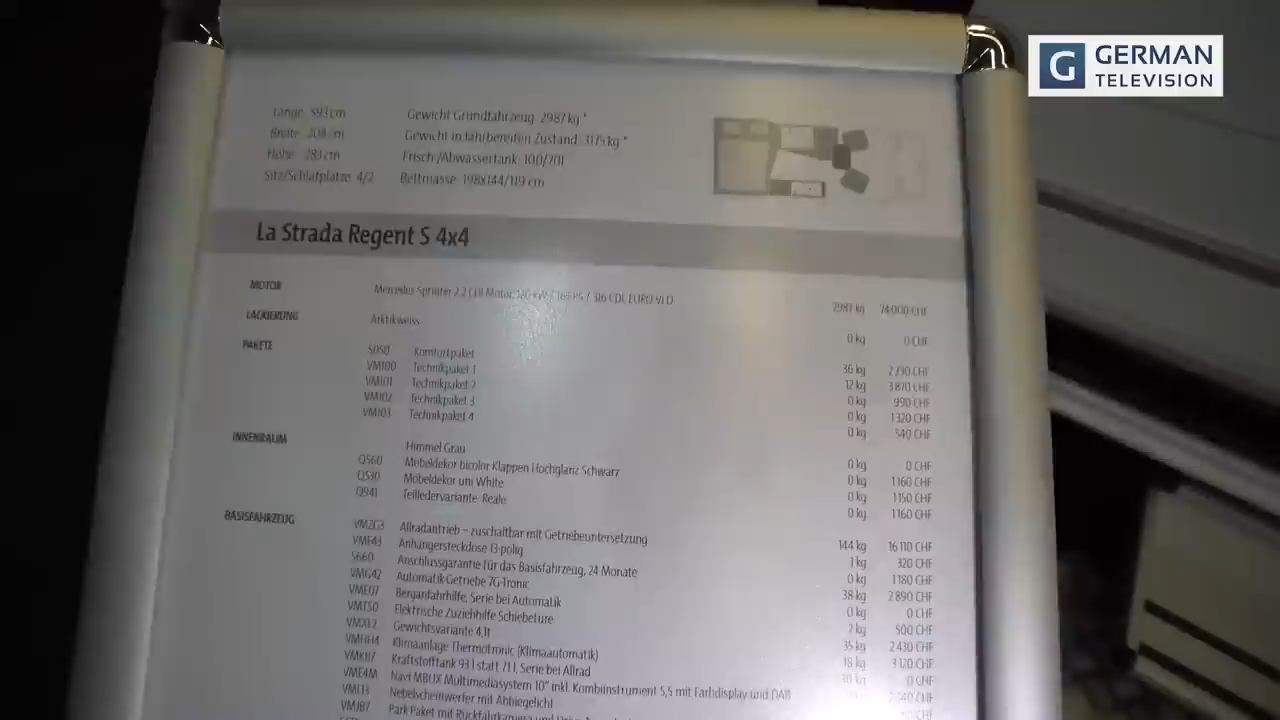 GERMAN
TELEVISION
Länge: 593 cm Gewicht Grundfahrzeug: 2987 kg *
Breite: 204 cm Gewicht in fahrbereiten Zustand: 3175 kg *
Höhe: 283 cm Frisch-/Abwassertank: 100/70 l
Sitz/Schlafplätze: 4/2 Bettmasse: 198x144/119 cm
La Strada Regent S 4x4
MOTOR Mercedes Sprinter 2.2 CDI Motor, 120 kW / 163 PS / 316 CDI, EURO VI D 2987 kg 74 000 CHF
LACKIERUNG Arktikweiss 0 kg 0 CHF
PAKETE S050 Komfortpaket 36 kg 2 230 CHF
VM100 Technikpaket 1 12 kg 3 870 CHF
VM101 Technikpaket 2 0 kg 990 CHF
VM102 Technikpaket 3 0 kg 1 320 CHF
VM103 Technikpaket 4 0 kg 540 CHF
INNENRAUM Himmel Grau 0 kg 0 CHF
Q560 Möbeldekor bicolor Klappen Hochglanz Schwarz 0 kg 1 160 CHF
Q530 Möbeldekor uni White 0 kg 1 150 CHF
Q941 Teilledervariante: Reale 0 kg 1 160 CHF
BASISFAHRZEUG VMZG3 Allradantrieb – zuschaltbar mit Getriebeuntersetzung 144 kg 16 110 CHF
VME43 Anhängersteckdose 13-polig 1 kg 320 CHF
S660 Anschlussgarantie für das Basisfahrzeug, 24 Monate 0 kg 1 180 CHF
VMG42 Automatik-Getriebe 7G-Tronic 38 kg 2 890 CHF
VME07 Berganfahrhilfe, Serie bei Automatik 0 kg 0 CHF
VMT50 Elektrische Zuziehhilfe Schiebetüre 2 kg 500 CHF
VMXL2 Gewichtsvariante 4,1t 35 kg 2 430 CHF
VMHH4 Klimaanlage Thermotronic (Klimaautomatik) 18 kg 3 120 CHF
VMKB7 Kraftstofftank 93 l statt 71 l, Serie bei Allrad 0 CHF
VME4M Navi MBUX Multimediasystem 10" inkl. Kombiinstrument 5,5 mit Farbdisplay und DAB
VML13 Nebelscheinwerfer mit Abbiegelicht
VMJB7 Park Paket mit Rückfahrkamera und